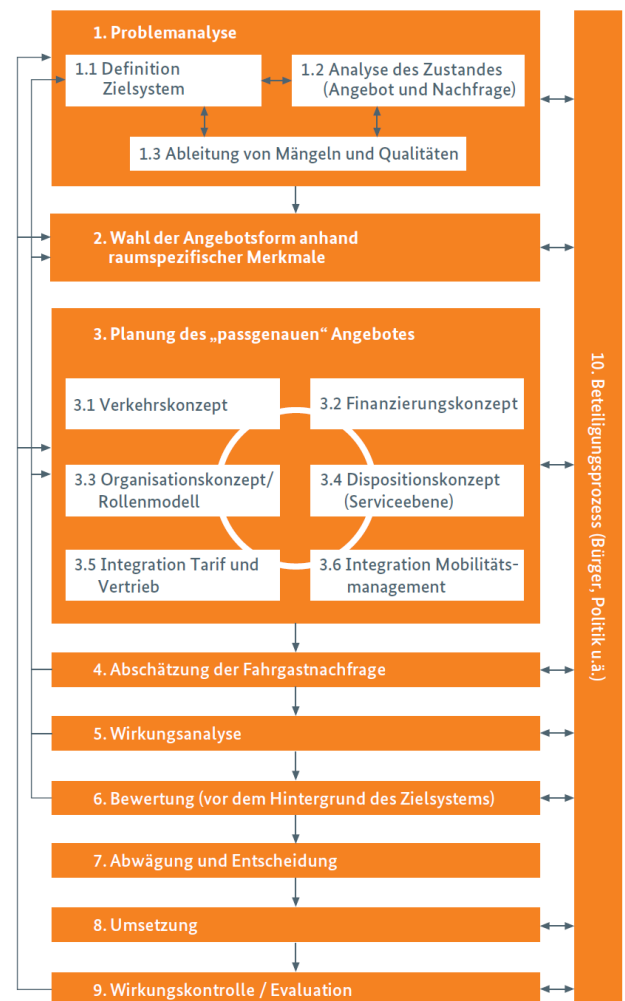 1. Problemanalyse
1.1 Definition
Zielsystem
1.2 Analyse des Zustandes
(Angebot und Nachfrage)
1.3 Ableitung von Mängeln und Qualitäten
2. Wahl der Angebotsform anhand
raumspezifischer Merkmale
3. Planung des „passgenauen“ Angebotes
3.1 Verkehrskonzept
3.2 Finanzierungskonzept
3.3 Organisationskonzept/
Rollenmodell
3.4 Dispositionskonzept
(Serviceebene)
3.5 Integration Tarif und
Vertrieb
3.6 Integration Mobilitäts-
management
4. Abschätzung der Fahrgastnachfrage
5. Wirkungsanalyse
6. Bewertung (vor dem Hintergrund des Zielsystems)
7. Abwägung und Entscheidung
8. Umsetzung
9. Wirkungskontrolle / Evaluation
10. Beteiligungsprozess (Bürger, Politik u.ä.)